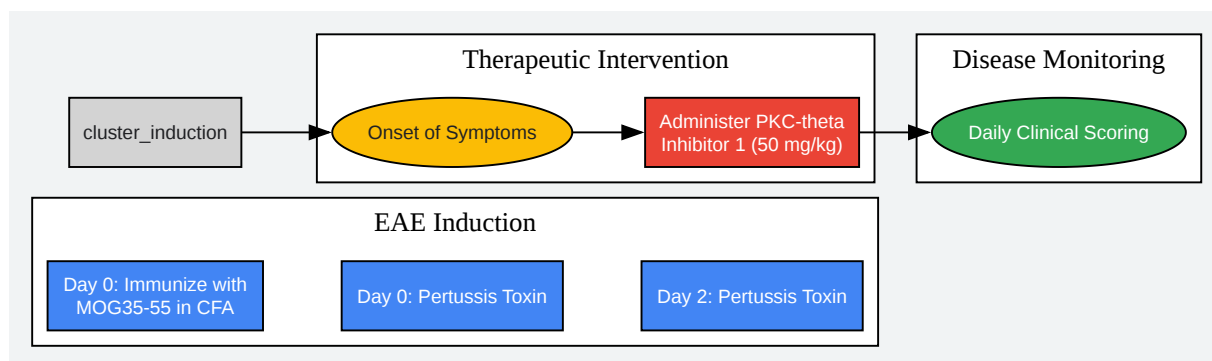 Therapeutic Intervention
Disease Monitoring
cluster_induction
Onset of Symptoms
Administer PKC-theta
Inhibitor 1 (50 mg/kg)
Daily Clinical Scoring
EAE Induction
Day 0: Immunize with
MOG35-55 in CFA
Day 0: Pertussis Toxin
Day 2: Pertussis Toxin